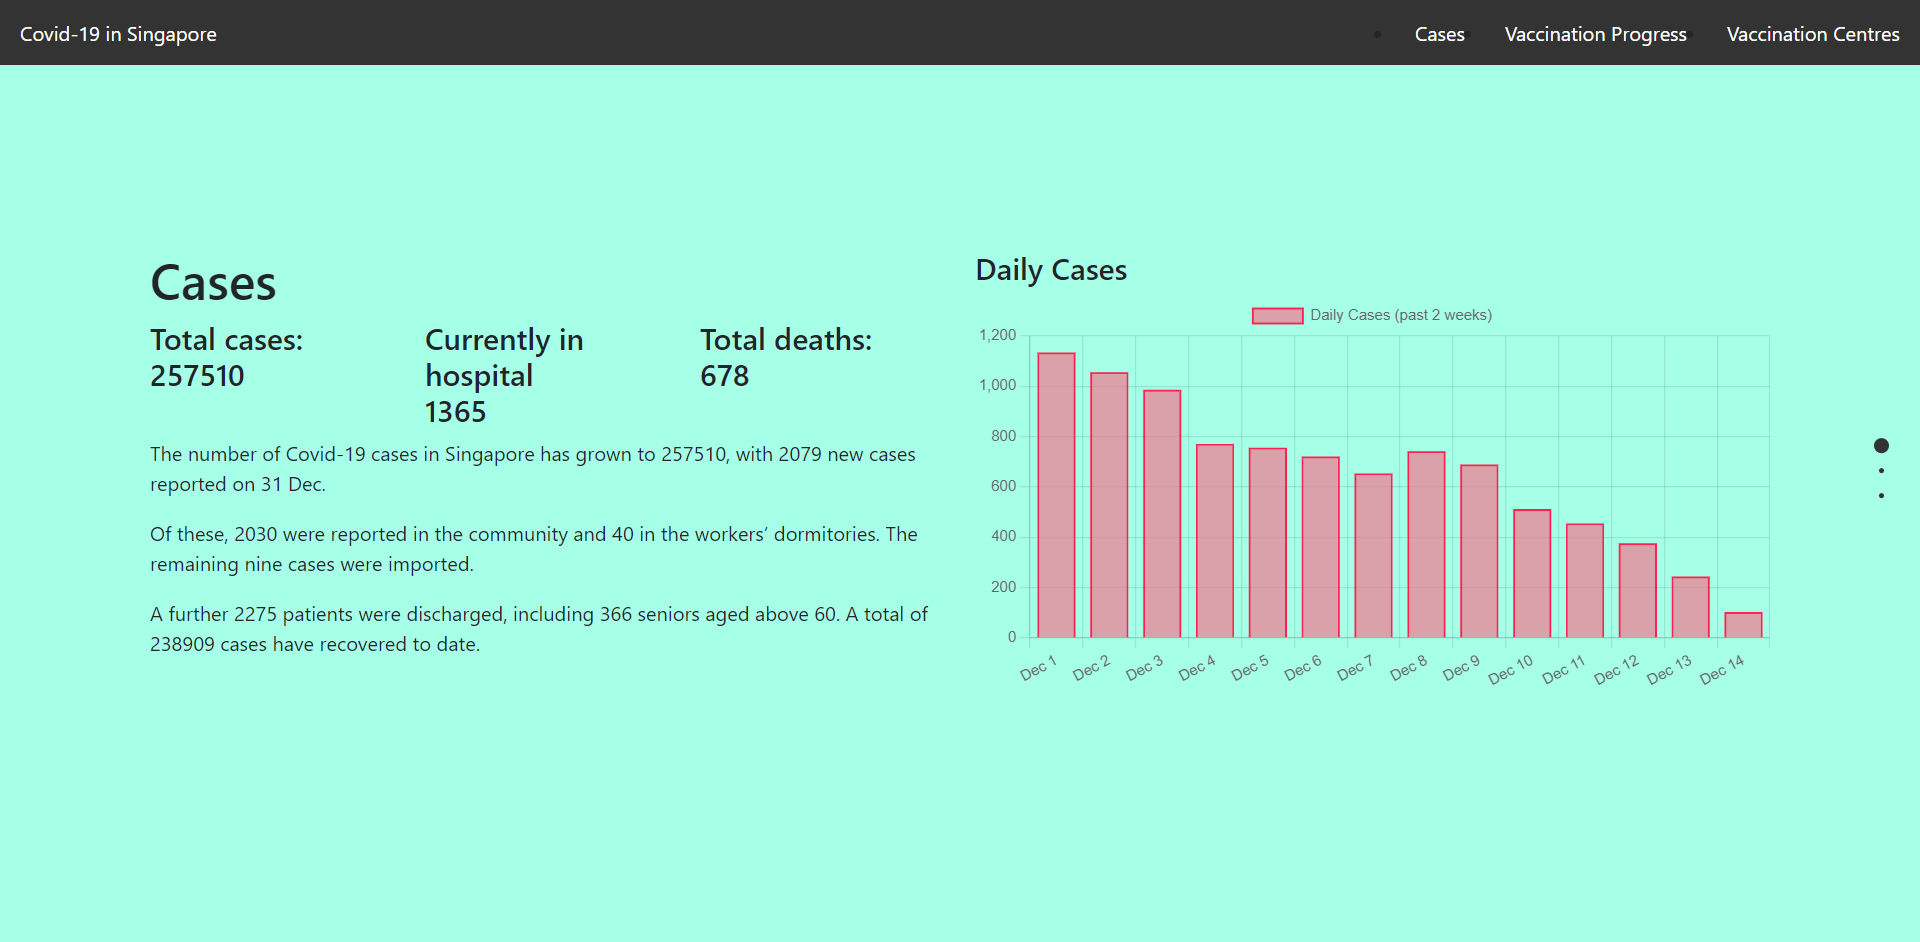 Covid-19 in Singapore
Cases
Vaccination Progress
Vaccination Centres
Cases
Total cases:
257510
Currently in
hospital
1365
Total deaths:
678
The number of Covid-19 cases in Singapore has grown to 257510, with 2079 new cases
reported on 31 Dec.
Of these, 2030 were reported in the community and 40 in the workers’ dormitories. The
remaining nine cases were imported.
A further 2275 patients were discharged, including 366 seniors aged above 60. A total of
238909 cases have recovered to date.
Daily Cases
Daily Cases (past 2 weeks)
1,200
1,000
800
600
400
200
0
Dec 1
Dec 2
Dec 3
Dec 4
Dec 5
Dec 6
Dec 7
Dec 8
Dec 9
Dec 10
Dec 11
Dec 12
Dec 13
Dec 14